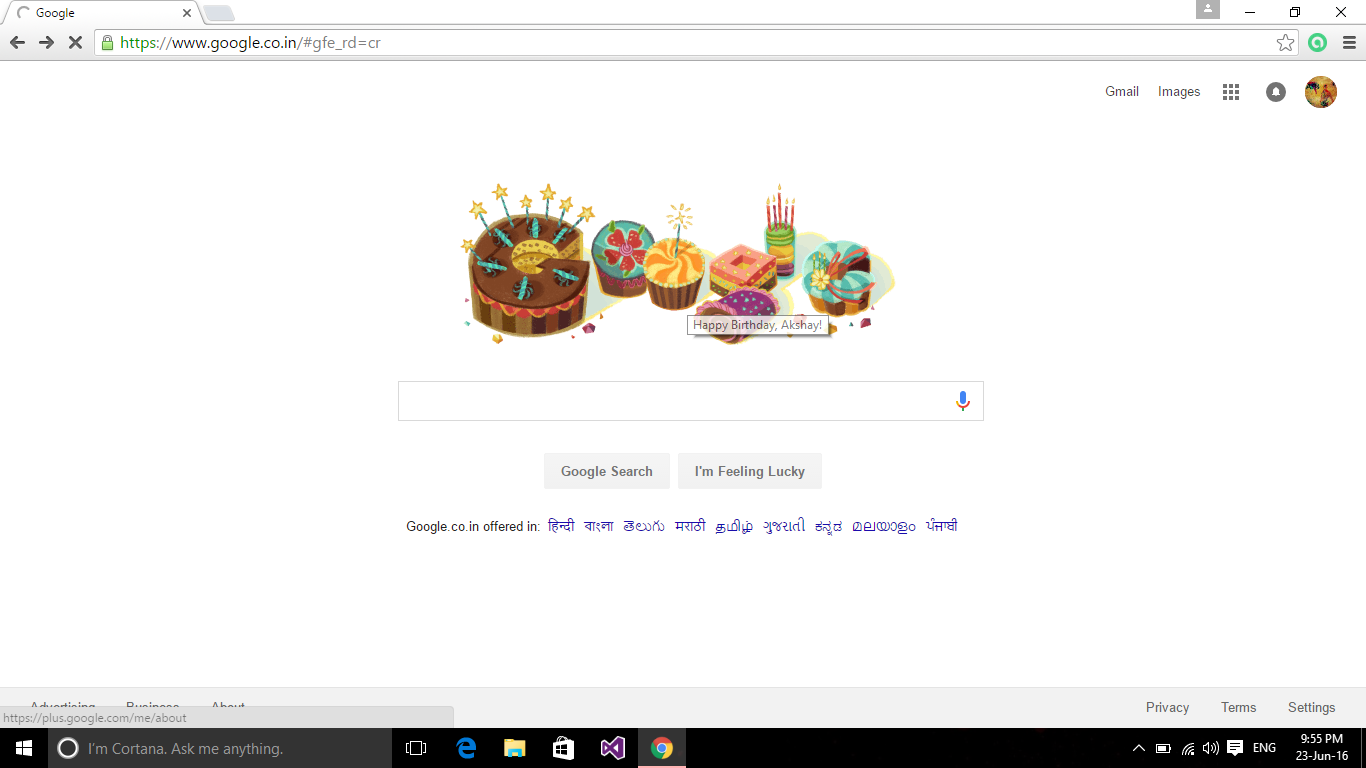 Google
https://www.google.co.in/#gfe_rd=cr
Gmail Images
Happy Birthday, Akshay!
Google Search I'm Feeling Lucky
Google.co.in offered in: हिन्दी বাংলা తెలుగు मराठी தமிழ் ગુજરાતી ಕನ್ನಡ മലയാളം ਪੰਜਾਬੀ
Advertising Business About Privacy Terms Settings
https://plus.google.com/me/about
I'm Cortana. Ask me anything.
ENG
9:55 PM
23-Jun-16